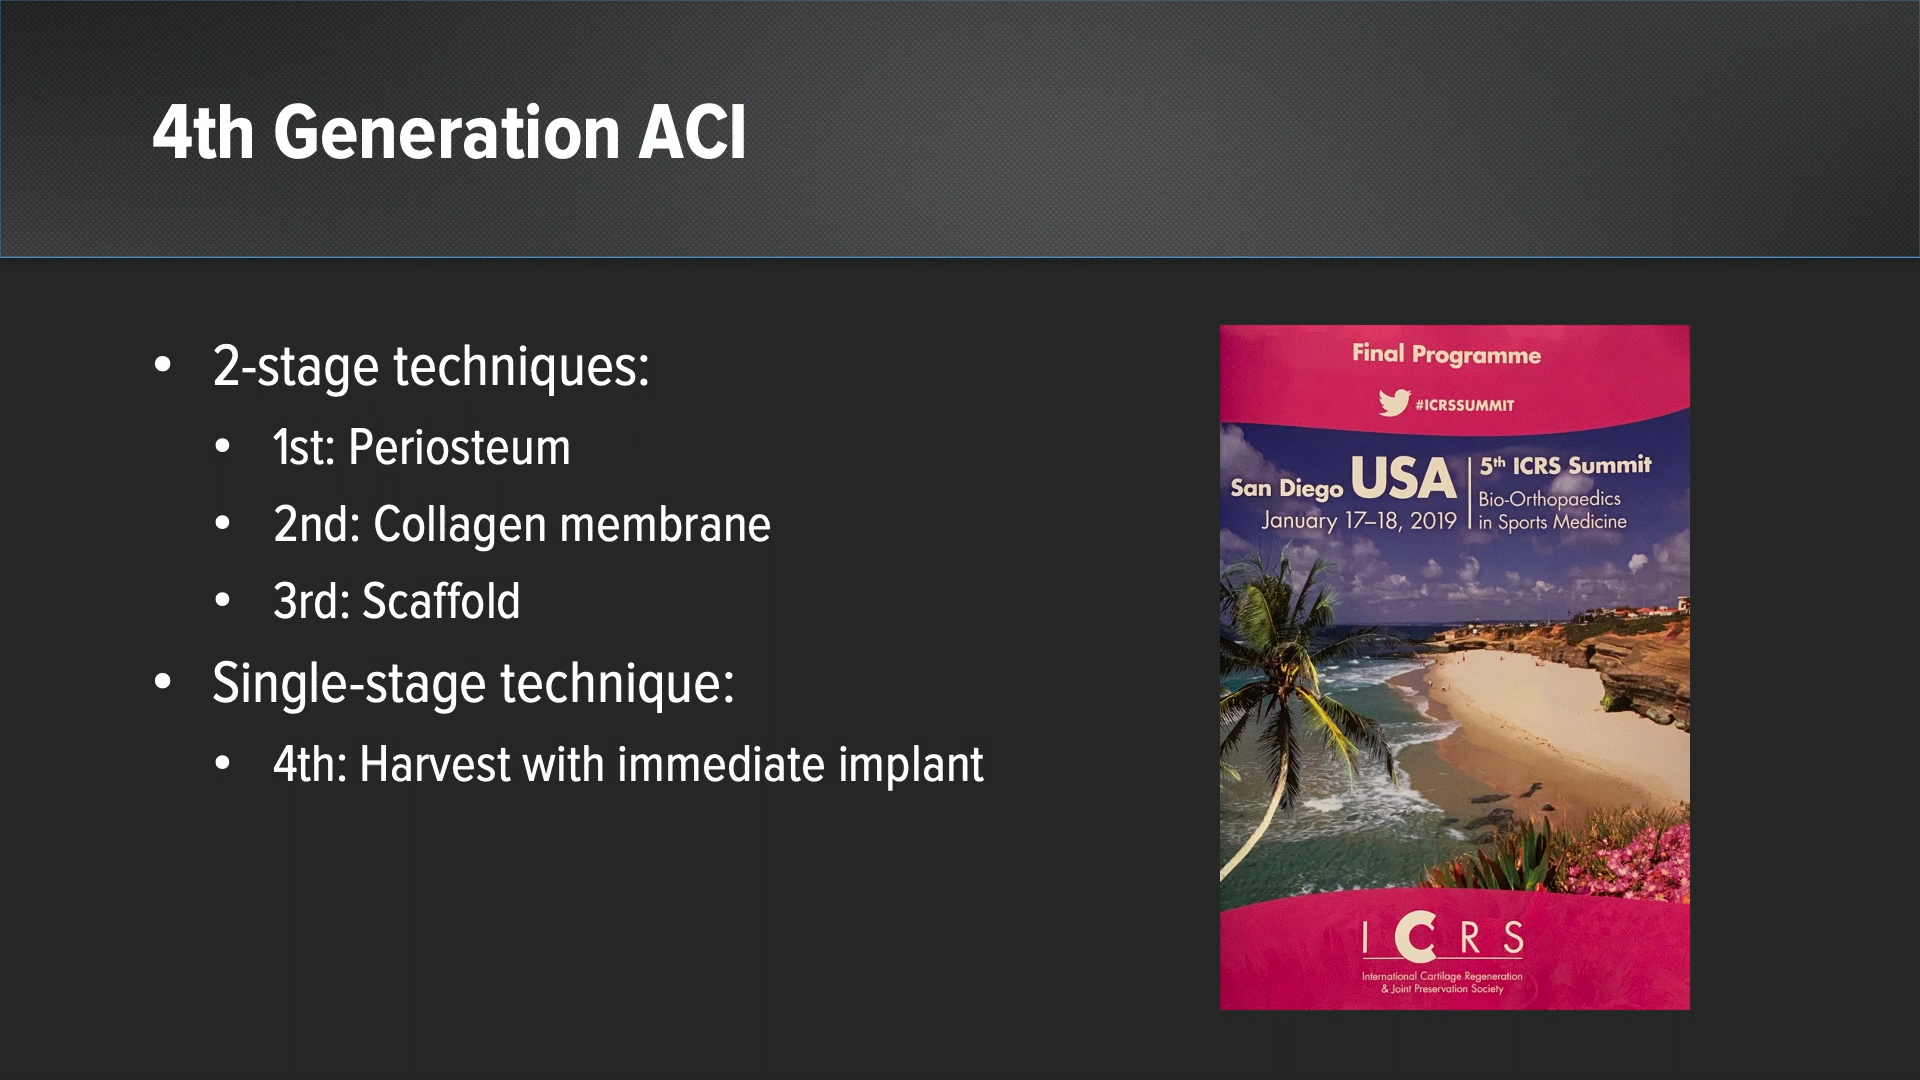 4th Generation ACI
• 2-stage techniques:
• 1st: Periosteum
• 2nd: Collagen membrane
• 3rd: Scaffold
• Single-stage technique:
• 4th: Harvest with immediate implant
Final Programme
#ICRSSUMMIT
San Diego USA
January 17–18, 2019
5th ICRS Summit
Bio-Orthopaedics
in Sports Medicine
I C R S
International Cartilage Regeneration
& Joint Preservation Society